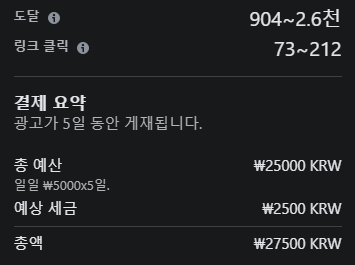 도달 904~2.6천
링크 클릭 73~212
결제 요약
광고가 5일 동안 게재됩니다.
총 예산 ₩25000 KRW
일일 ₩5000x5일.
예상 세금 ₩2500 KRW
총액 ₩27500 KRW